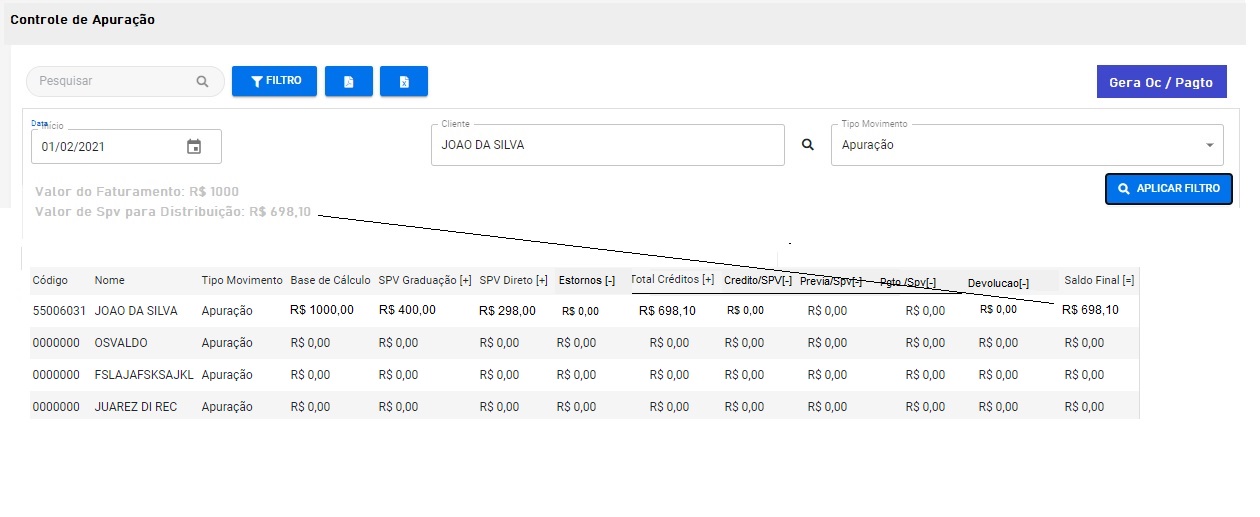 Controle de Apuração
Pesquisar
FILTRO
Gera Oc / Pagto
Data Início
01/02/2021
Cliente
JOAO DA SILVA
Tipo Movimento
Apuração
Valor do Faturamento: R$ 1000
APLICAR FILTRO
Valor de Spv para Distribuição: R$ 698,10
Código Nome Tipo Movimento Base de Cálculo SPV Graduação [+] SPV Direto [+] Estornos [-] Total Créditos [+] Credito/SPV[-] Previa/Spv[-] Pgto /Spv[-] Devolucao[-] Saldo Final [=]
55006031 JOAO DA SILVA Apuração R$ 1000,00 R$ 400,00 R$ 298,00 R$ 0,00 R$ 698,10 R$ 0,00 R$ 0,00 R$ 0,00 R$ 0,00 R$ 698,10
0000000 OSVALDO Apuração R$ 0,00 R$ 0,00 R$ 0,00 R$ 0,00 R$ 0,00 R$ 0,00 R$ 0,00 R$ 0,00 R$ 0,00 R$ 0,00
0000000 FSLAJAFSKSAJKL Apuração R$ 0,00 R$ 0,00 R$ 0,00 R$ 0,00 R$ 0,00 R$ 0,00 R$ 0,00 R$ 0,00 R$ 0,00 R$ 0,00
0000000 JUAREZ DI REC Apuração R$ 0,00 R$ 0,00 R$ 0,00 R$ 0,00 R$ 0,00 R$ 0,00 R$ 0,00 R$ 0,00 R$ 0,00 R$ 0,00